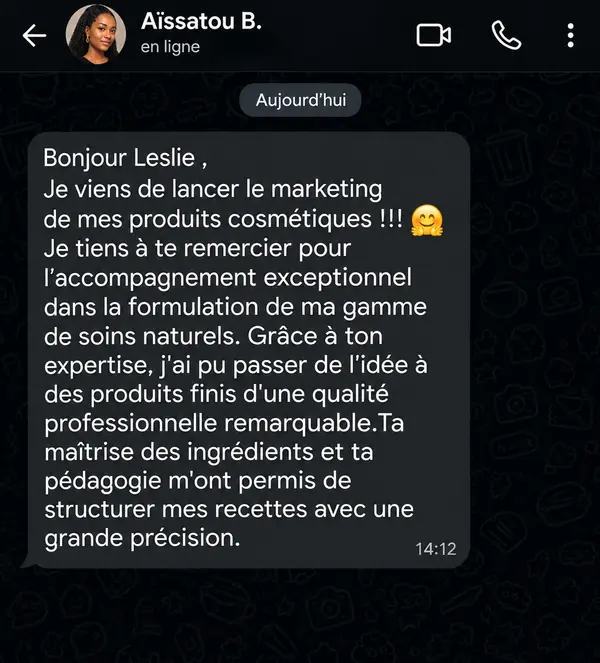 Aïssatou B.
en ligne
Aujourd'hui
Bonjour Leslie ,
Je viens de lancer le marketing
de mes produits cosmétiques !!! 🤗
Je tiens à te remercier pour
l'accompagnement exceptionnel
dans la formulation de ma gamme
de soins naturels. Grâce à ton
expertise, j'ai pu passer de l'idée à
des produits finis d'une qualité
professionnelle remarquable.Ta
maîtrise des ingrédients et ta
pédagogie m'ont permis de
structurer mes recettes avec une
grande précision.
14:12